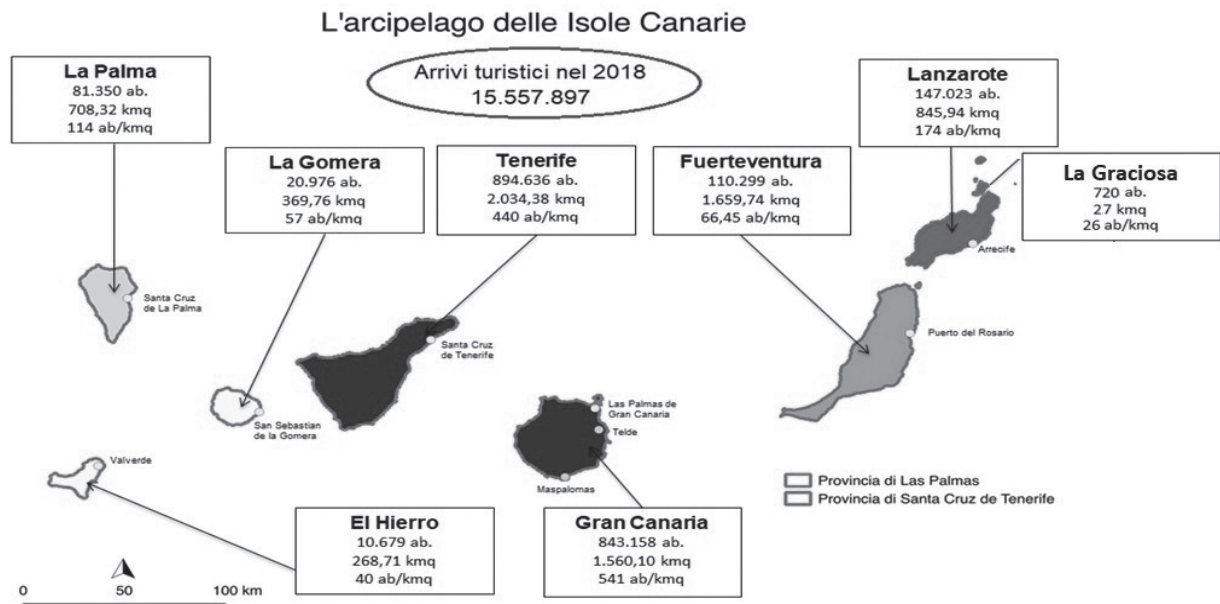 L'arcipelago delle Isole Canarie
Arrivi turistici nel 2018
15.557.897
La Palma
81.350 ab.
708,32 kmq
114 ab/kmq
La Gomera
20.976 ab.
369,76 kmq
57 ab/kmq
Tenerife
894.636 ab.
2.034,38 kmq
440 ab/kmq
Fuerteventura
110.299 ab.
1.659,74 kmq
66,45 ab/kmq
Lanzarote
147.023 ab.
845,94 kmq
174 ab/kmq
La Graciosa
720 ab.
27 kmq
26 ab/kmq
Arrecife
Santa Cruz
de La Palma
Puerto del Rosario
Santa Cruz
de Tenerife
San Sebastian
de la Gomera
Las Palmas de
Gran Canaria
Telde
Maspalomas
Valverde
Provincia di Las Palmas
Provincia di Santa Cruz de Tenerife
El Hierro
10.679 ab.
268,71 kmq
40 ab/kmq
Gran Canaria
843.158 ab.
1.560,10 kmq
541 ab/kmq
0 50 100 km